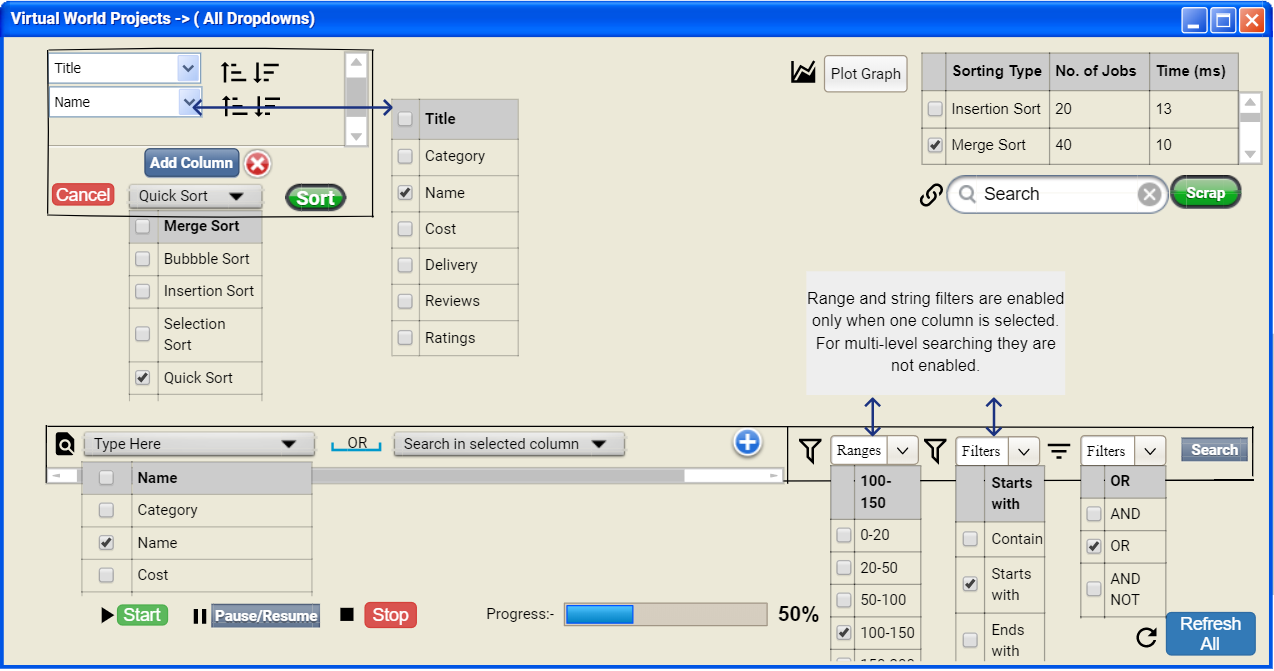 Virtual World Projects -> ( All Dropdowns)
Title
Name
Add Column
Cancel
Quick Sort
Sort
Merge Sort
Bubbble Sort
Insertion Sort
Selection
Sort
Quick Sort
Title
Category
Name
Cost
Delivery
Reviews
Ratings
Plot Graph
Sorting Type No. of Jobs Time (ms)
Insertion Sort 20 13
Merge Sort 40 10
Search
Scrap
Range and string filters are enabled
only when one column is selected.
For multi-level searching they are
not enabled.
Type Here
OR
Search in selected column
Ranges
Filters
Filters
Search
Name
Category
Name
Cost
100-
150
0-20
20-50
50-100
100-150
Starts
with
Contain
Starts
with
Ends
with
OR
AND
OR
AND
NOT
Start
Pause/Resume
Stop
Progress:-
50%
Refresh
All